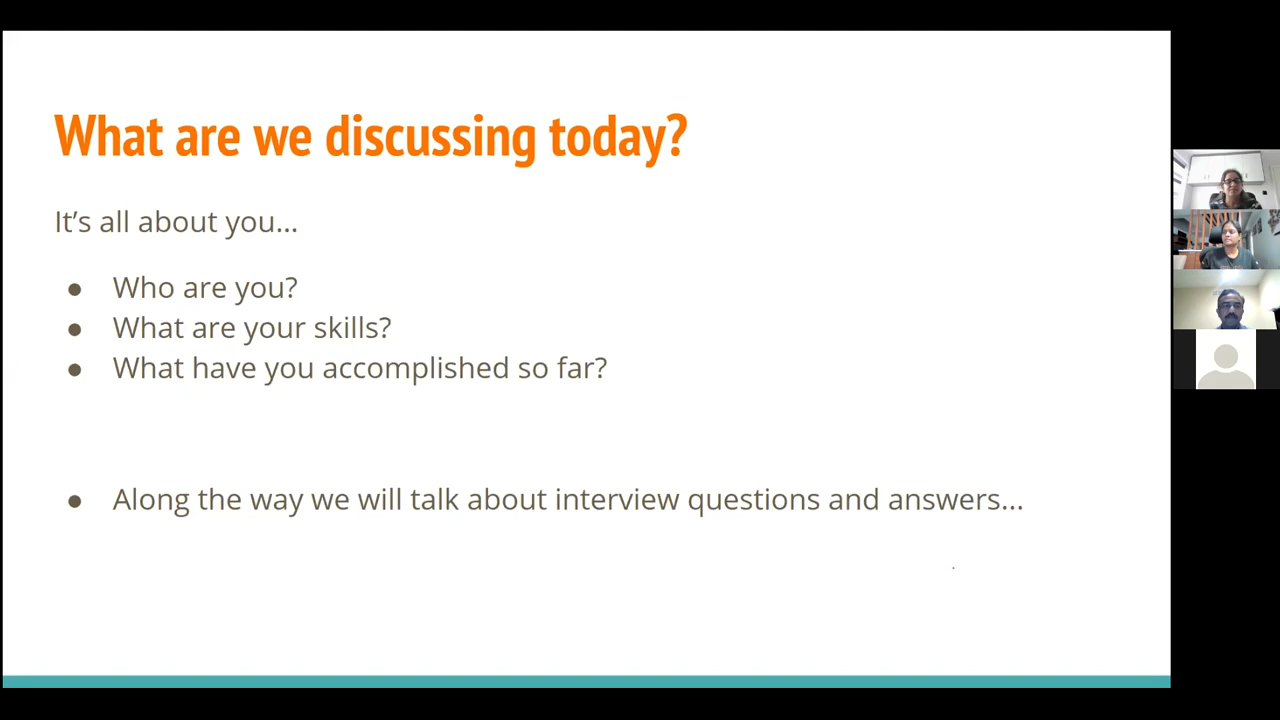 What are we discussing today?
It’s all about you...
● Who are you?
● What are your skills?
● What have you accomplished so far?
● Along the way we will talk about interview questions and answers...